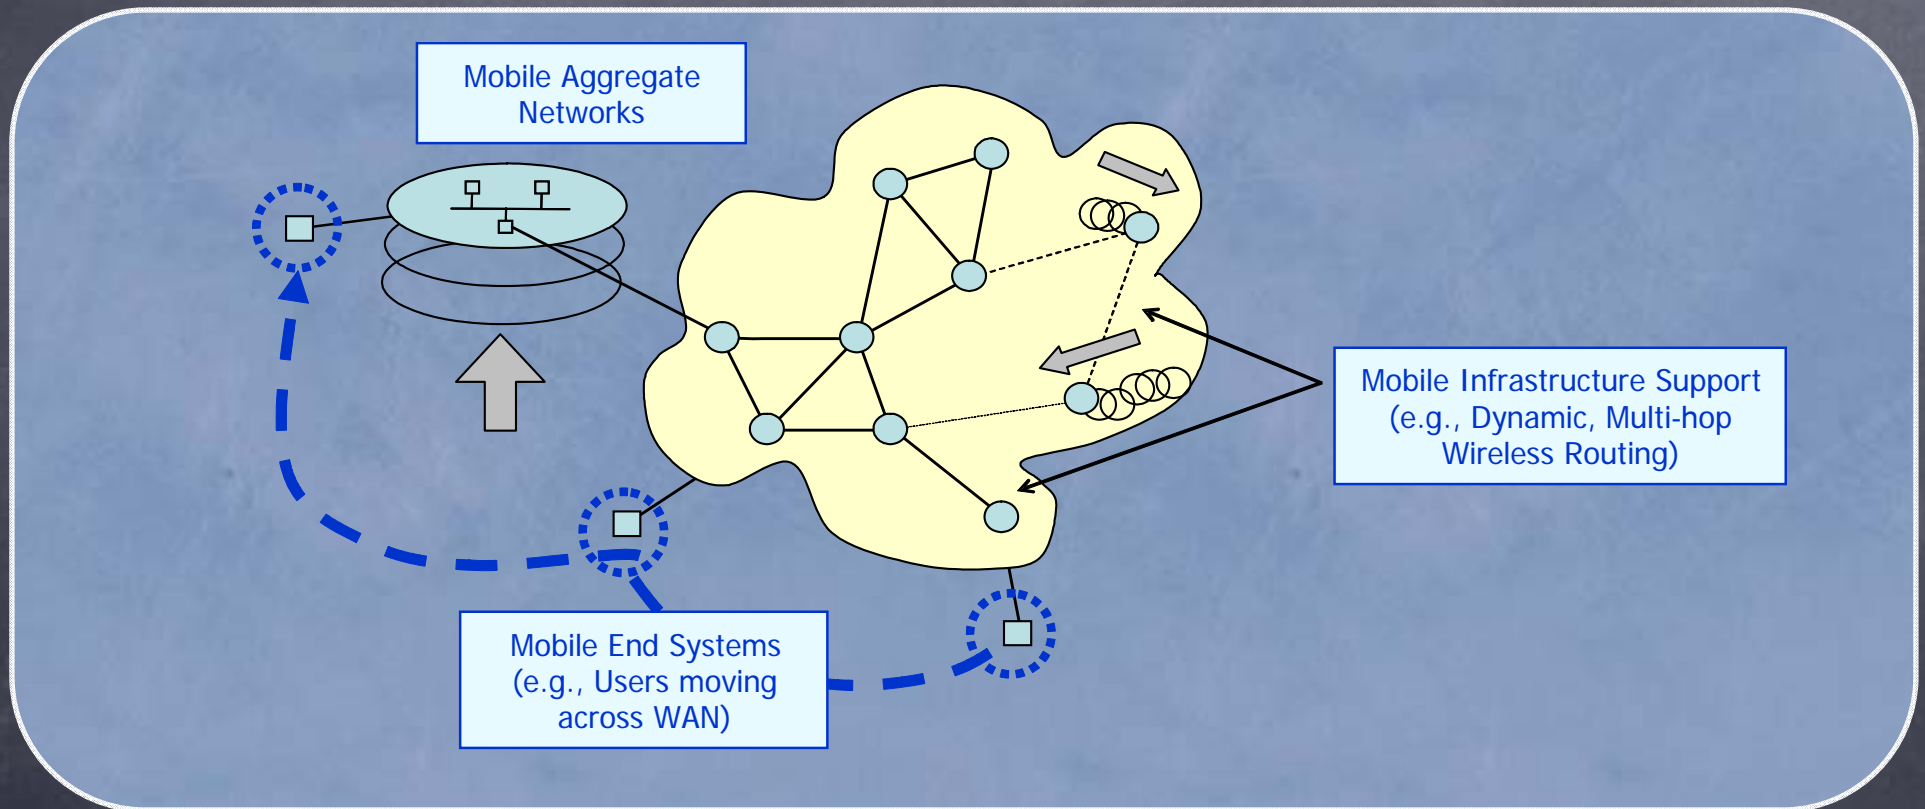 Mobile Aggregate
Networks
Mobile Infrastructure Support
(e.g., Dynamic, Multi-hop
Wireless Routing)
Mobile End Systems
(e.g., Users moving
across WAN)